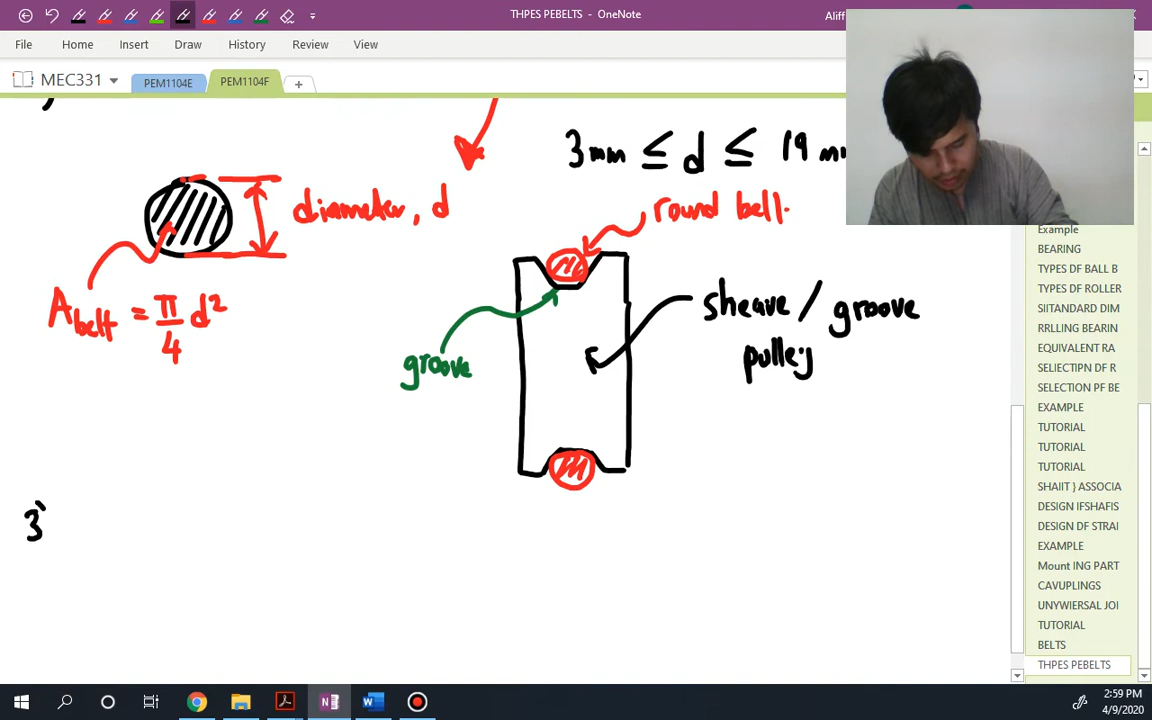 THPES PEBELTS - OneNote
Aliff
File Home Insert Draw History Review View
MEC331
PEM1104E
PEM1104F
3mm ≤ d ≤ 19 mm
diameter, d
round belt
A belt = π/4 d²
sheave / groove
pulley
groove
3)
Example
BEARING
TYPES DF BALL B
TYPES DF ROLLER
SIITANDARD DIM
RRLLING BEARIN
EQUIVALENT RA
SELIECTIPN DF R
SELECTION PF BE
EXAMPLE
TUTORIAL
TUTORIAL
TUTORIAL
SHAIIT } ASSOCIA
DESIGN IFSHAFIS
DESIGN DF STRAI
EXAMPLE
Mount ING PART
CAVUPLINGS
UNYWIERSAL JOI
TUTORIAL
BELTS
THPES PEBELTS
2:59 PM
4/9/2020